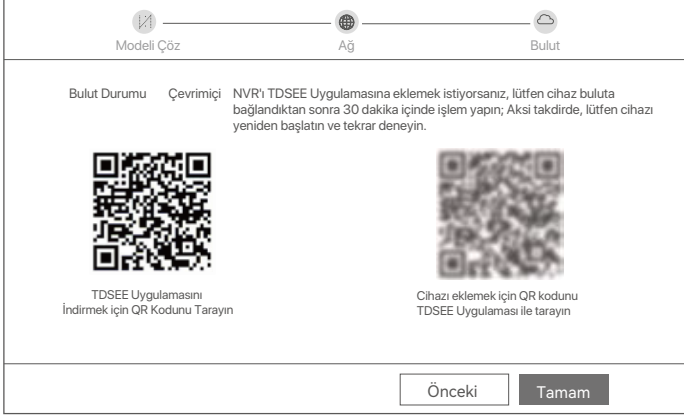 Modeli Çöz
Ağ
Bulut
Bulut Durumu Çevrimiçi NVR'ı TDSEE Uygulamasına eklemek istiyorsanız, lütfen cihaz buluta
bağlandıktan sonra 30 dakika içinde işlem yapın; Aksi takdirde, lütfen cihazı
yeniden başlatın ve tekrar deneyin.
TDSEE Uygulamasını
İndirmek için QR Kodunu Tarayın
Cihazı eklemek için QR kodunu
TDSEE Uygulaması ile tarayın
Önceki
Tamam